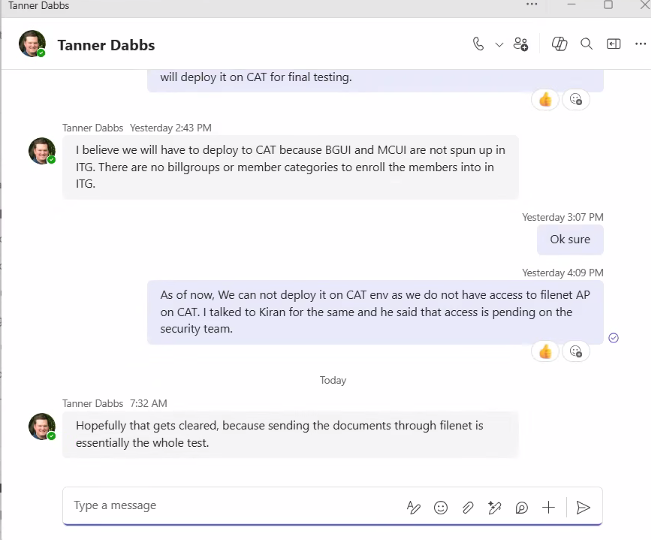 Tanner Dabbs
Tanner Dabbs
will deploy it on CAT for final testing.
Tanner Dabbs Yesterday 2:43 PM
I believe we will have to deploy to CAT because BGUI and MCUI are not spun up in
ITG. There are no billgroups or member categories to enroll the members into in
ITG.
Yesterday 3:07 PM
Ok sure
Yesterday 4:09 PM
As of now, We can not deploy it on CAT env as we do not have access to filenet AP
on CAT. I talked to Kiran for the same and he said that access is pending on the
security team.
Today
Tanner Dabbs 7:32 AM
Hopefully that gets cleared, because sending the documents through filenet is
essentially the whole test.
Type a message